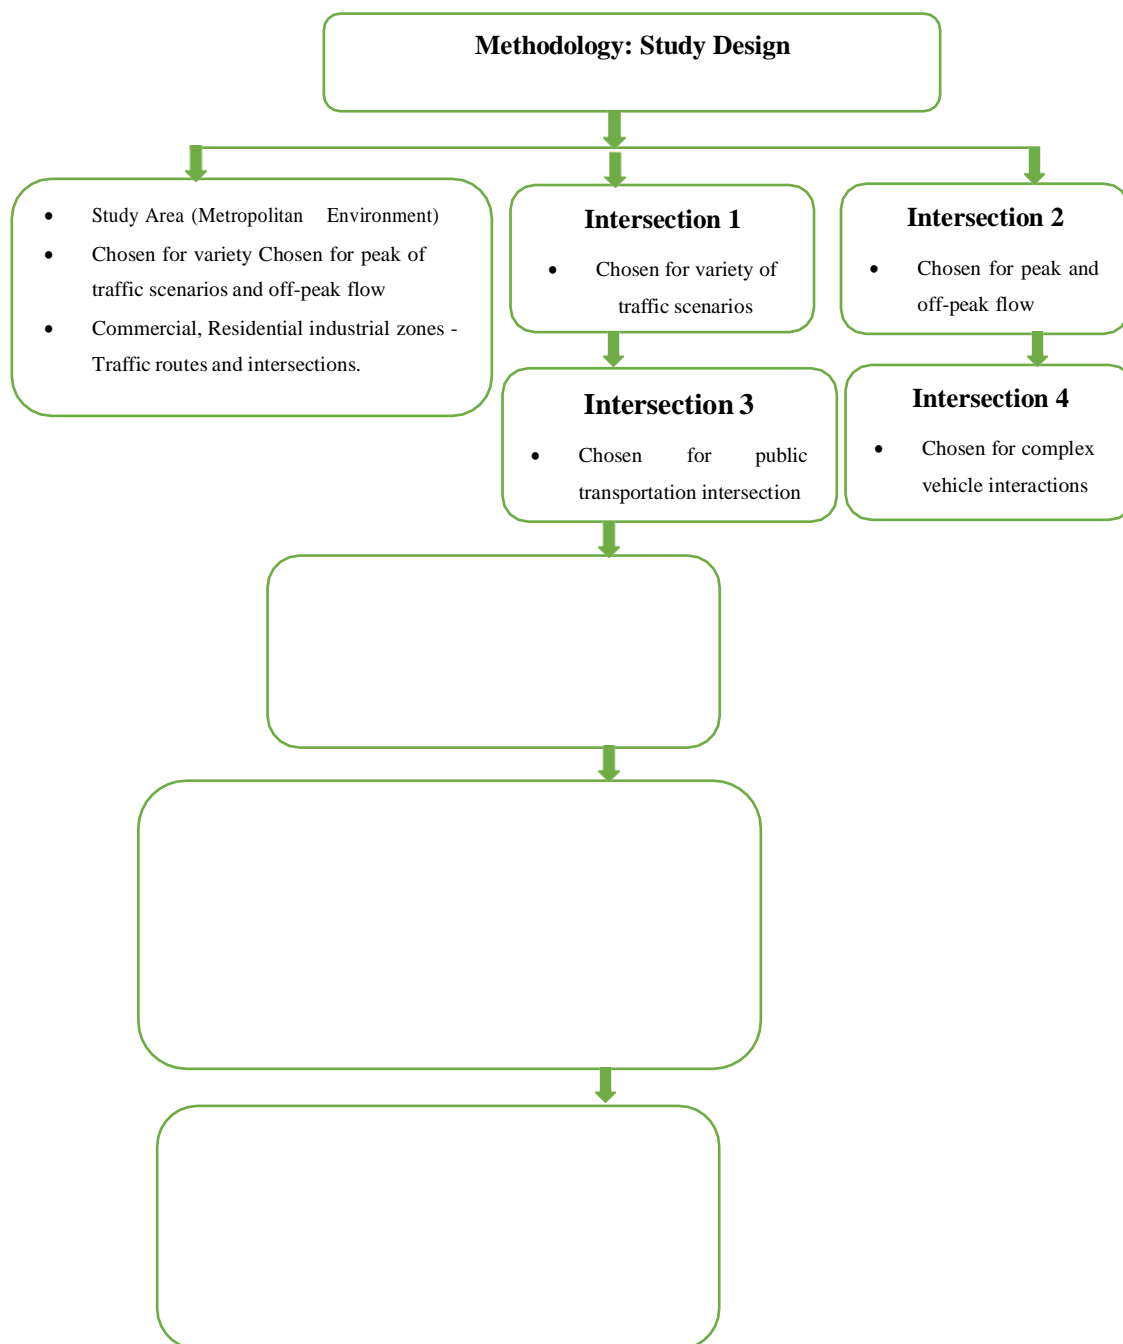 Methodology: Study Design
• Study Area (Metropolitan Environment)
• Chosen for variety Chosen for peak of
traffic scenarios and off-peak flow
• Commercial, Residential industrial zones -
Traffic routes and intersections.
Intersection 1
• Chosen for variety of
traffic scenarios
Intersection 2
• Chosen for peak and
off-peak flow
Intersection 3
• Chosen for public
transportation intersection
Intersection 4
• Chosen for complex
vehicle interactions